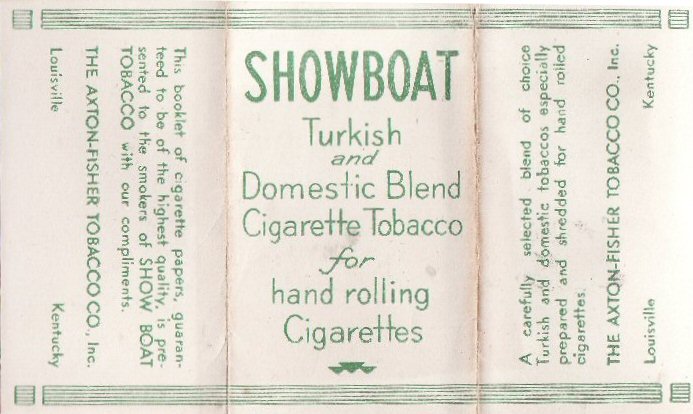 This booklet of cigarette papers, guaran-
teed to be of the highest quality, is pre-
sented to the smokers of SHOW BOAT
TOBACCO with our compliments.
THE AXTON-FISHER TOBACCO CO., Inc.
Louisville Kentucky
SHOWBOAT
Turkish
and
Domestic Blend
Cigarette Tobacco
for
hand rolling
Cigarettes
A carefully selected blend of choice
Turkish and domestic tobaccos especially
prepared and shredded for hand rolled
cigarettes.
THE AXTON-FISHER TOBACCO CO., Inc.
Louisville Kentucky